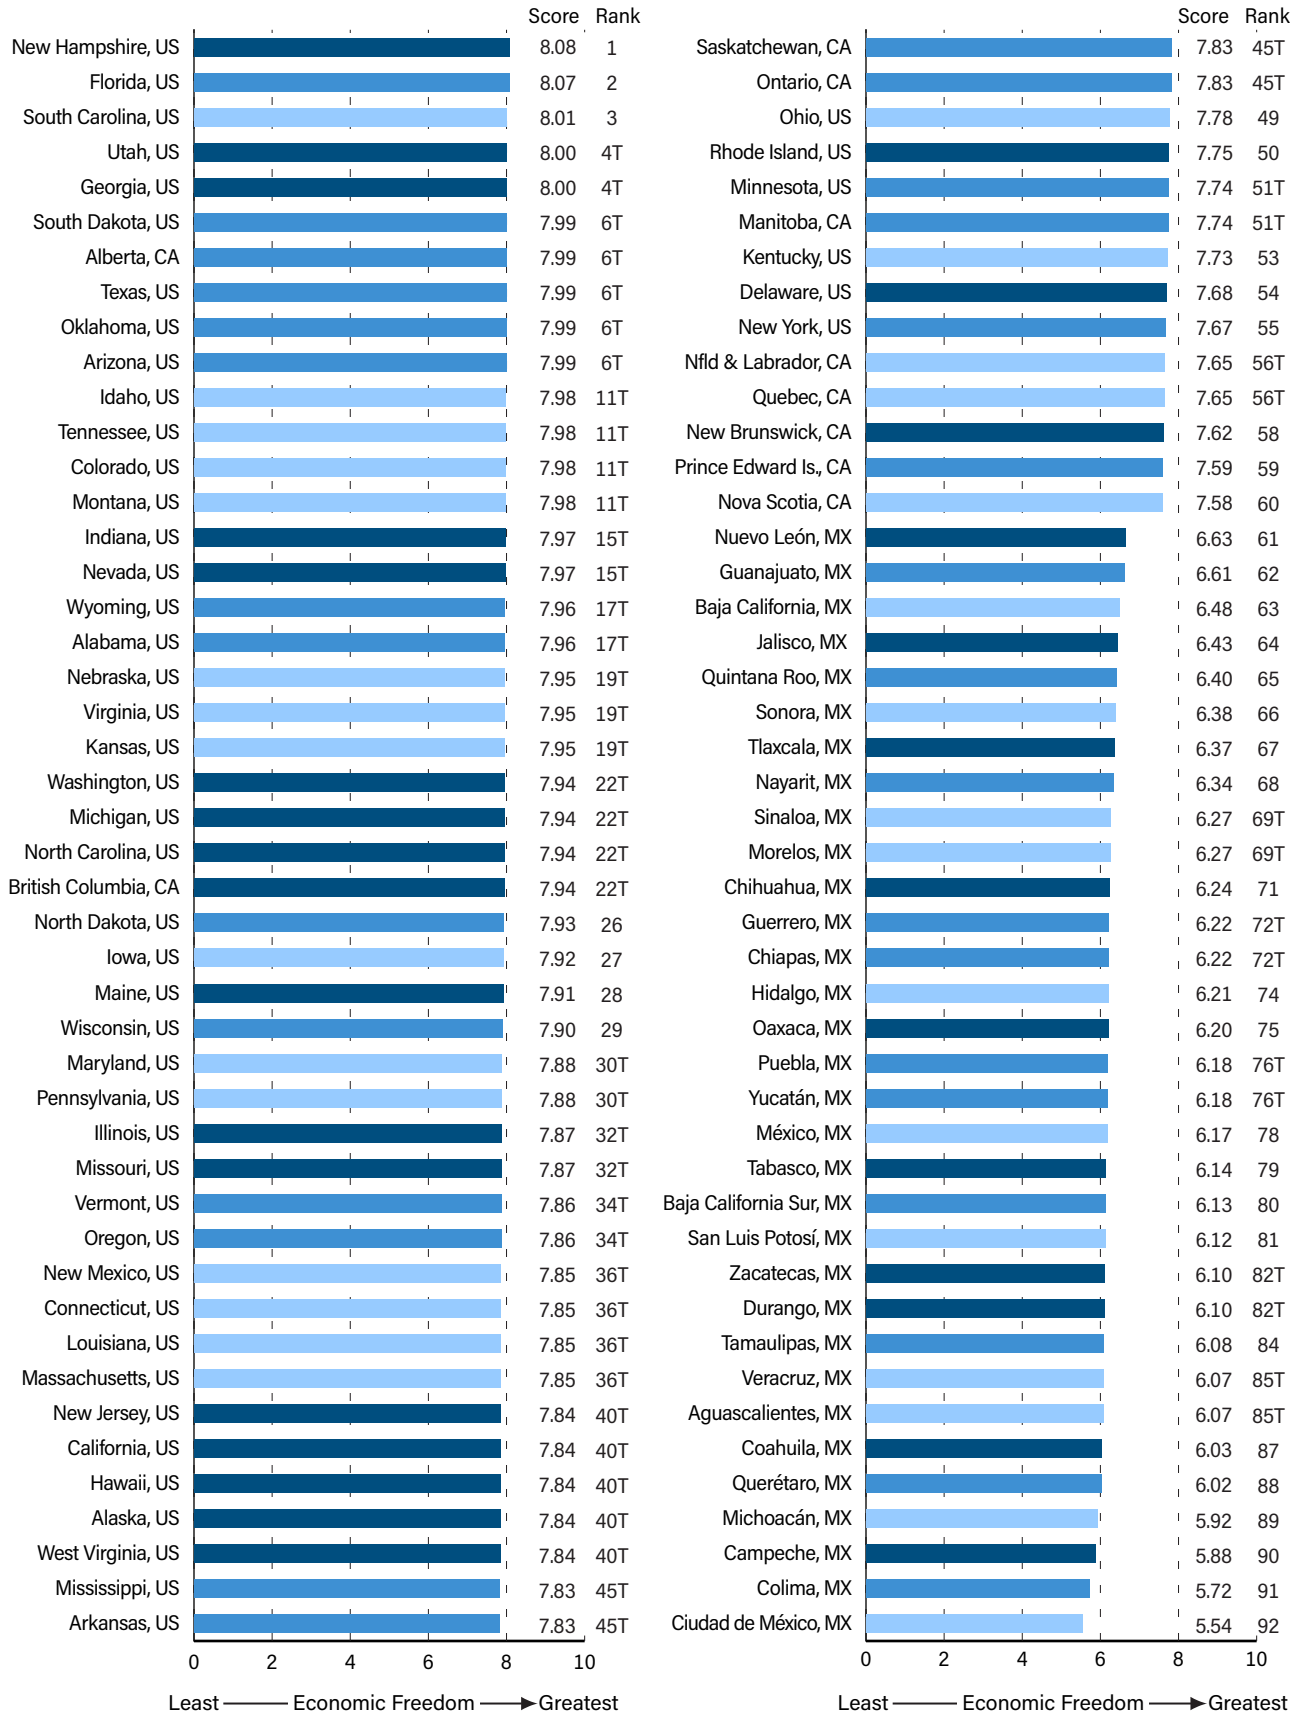 Score Rank
New Hampshire, US 8.08 1
Florida, US 8.07 2
South Carolina, US 8.01 3
Utah, US 8.00 4T
Georgia, US 8.00 4T
South Dakota, US 7.99 6T
Alberta, CA 7.99 6T
Texas, US 7.99 6T
Oklahoma, US 7.99 6T
Arizona, US 7.99 6T
Idaho, US 7.98 11T
Tennessee, US 7.98 11T
Colorado, US 7.98 11T
Montana, US 7.98 11T
Indiana, US 7.97 15T
Nevada, US 7.97 15T
Wyoming, US 7.96 17T
Alabama, US 7.96 17T
Nebraska, US 7.95 19T
Virginia, US 7.95 19T
Kansas, US 7.95 19T
Washington, US 7.94 22T
Michigan, US 7.94 22T
North Carolina, US 7.94 22T
British Columbia, CA 7.94 22T
North Dakota, US 7.93 26
Iowa, US 7.92 27
Maine, US 7.91 28
Wisconsin, US 7.90 29
Maryland, US 7.88 30T
Pennsylvania, US 7.88 30T
Illinois, US 7.87 32T
Missouri, US 7.87 32T
Vermont, US 7.86 34T
Oregon, US 7.86 34T
New Mexico, US 7.85 36T
Connecticut, US 7.85 36T
Louisiana, US 7.85 36T
Massachusetts, US 7.85 36T
New Jersey, US 7.84 40T
California, US 7.84 40T
Hawaii, US 7.84 40T
Alaska, US 7.84 40T
West Virginia, US 7.84 40T
Mississippi, US 7.83 45T
Arkansas, US 7.83 45T
0 2 4 6 8 10
Least Economic Freedom Greatest
Score Rank
Saskatchewan, CA 7.83 45T
Ontario, CA 7.83 45T
Ohio, US 7.78 49
Rhode Island, US 7.75 50
Minnesota, US 7.74 51T
Manitoba, CA 7.74 51T
Kentucky, US 7.73 53
Delaware, US 7.68 54
New York, US 7.67 55
Nfld & Labrador, CA 7.65 56T
Quebec, CA 7.65 56T
New Brunswick, CA 7.62 58
Prince Edward Is., CA 7.59 59
Nova Scotia, CA 7.58 60
Nuevo León, MX 6.63 61
Guanajuato, MX 6.61 62
Baja California, MX 6.48 63
Jalisco, MX 6.43 64
Quintana Roo, MX 6.40 65
Sonora, MX 6.38 66
Tlaxcala, MX 6.37 67
Nayarit, MX 6.34 68
Sinaloa, MX 6.27 69T
Morelos, MX 6.27 69T
Chihuahua, MX 6.24 71
Guerrero, MX 6.22 72T
Chiapas, MX 6.22 72T
Hidalgo, MX 6.21 74
Oaxaca, MX 6.20 75
Puebla, MX 6.18 76T
Yucatán, MX 6.18 76T
México, MX 6.17 78
Tabasco, MX 6.14 79
Baja California Sur, MX 6.13 80
San Luis Potosí, MX 6.12 81
Zacatecas, MX 6.10 82T
Durango, MX 6.10 82T
Tamaulipas, MX 6.08 84
Veracruz, MX 6.07 85T
Aguascalientes, MX 6.07 85T
Coahuila, MX 6.03 87
Querétaro, MX 6.02 88
Michoacán, MX 5.92 89
Campeche, MX 5.88 90
Colima, MX 5.72 91
Ciudad de México, MX 5.54 92
0 2 4 6 8 10
Least Economic Freedom Greatest